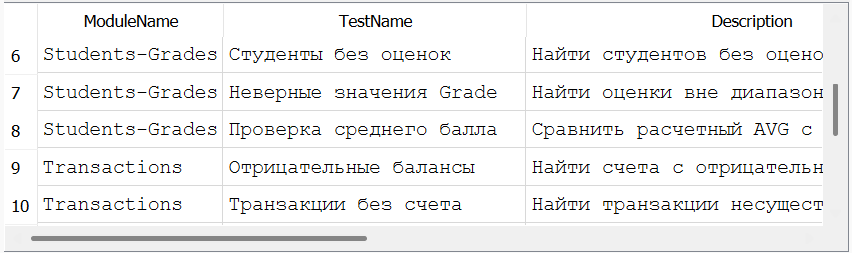 ModuleName TestName Description
6 Students-Grades Студенты без оценок Найти студентов без оцено
7 Students-Grades Неверные значения Grade Найти оценки вне диапазон
8 Students-Grades Проверка среднего балла Сравнить расчетный AVG с
9 Transactions Отрицательные балансы Найти счета с отрицательн
10 Transactions Транзакции без счета Найти транзакции несущест